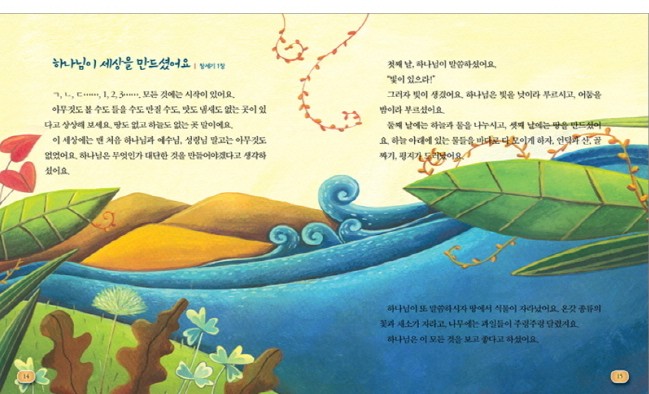 하나님이 세상을 만드셨어요 | 창세기 1장
ㄱ, ㄴ, ㄷ……, 1, 2, 3……. 모든 것에는 시작이 있어요.
아무것도 볼 수도 들을 수도 만질 수도, 맛도 냄새도 없는 곳이 있
다고 상상해 보세요. 땅도 없고 하늘도 없는 곳 말이에요.
이 세상에는 맨 처음 하나님과 예수님, 성령님 말고는 아무것도
없었어요. 하나님은 무엇인가 대단한 것을 만들어야겠다고 생각하
셨어요.
14
첫째 날, 하나님이 말씀하셨어요.
"빛이 있으라!"
그러자 빛이 생겼어요. 하나님은 빛을 낮이라 부르시고, 어둠을
밤이라 부르셨어요.
둘째 날에는 하늘과 물을 나누시고, 셋째 날에는 땅을 만드셨어
요. 하늘 아래에 있는 물들을 바다로 다 모이게 하자, 언덕과 산, 골
짜기, 평지가 드러났어요.
하나님이 또 말씀하시자 땅에서 식물이 자라났어요. 온갖 종류의
꽃과 채소가 자라고, 나무에는 과일들이 주렁주렁 달렸지요.
하나님은 이 모든 것을 보고 좋다고 하셨어요.
15